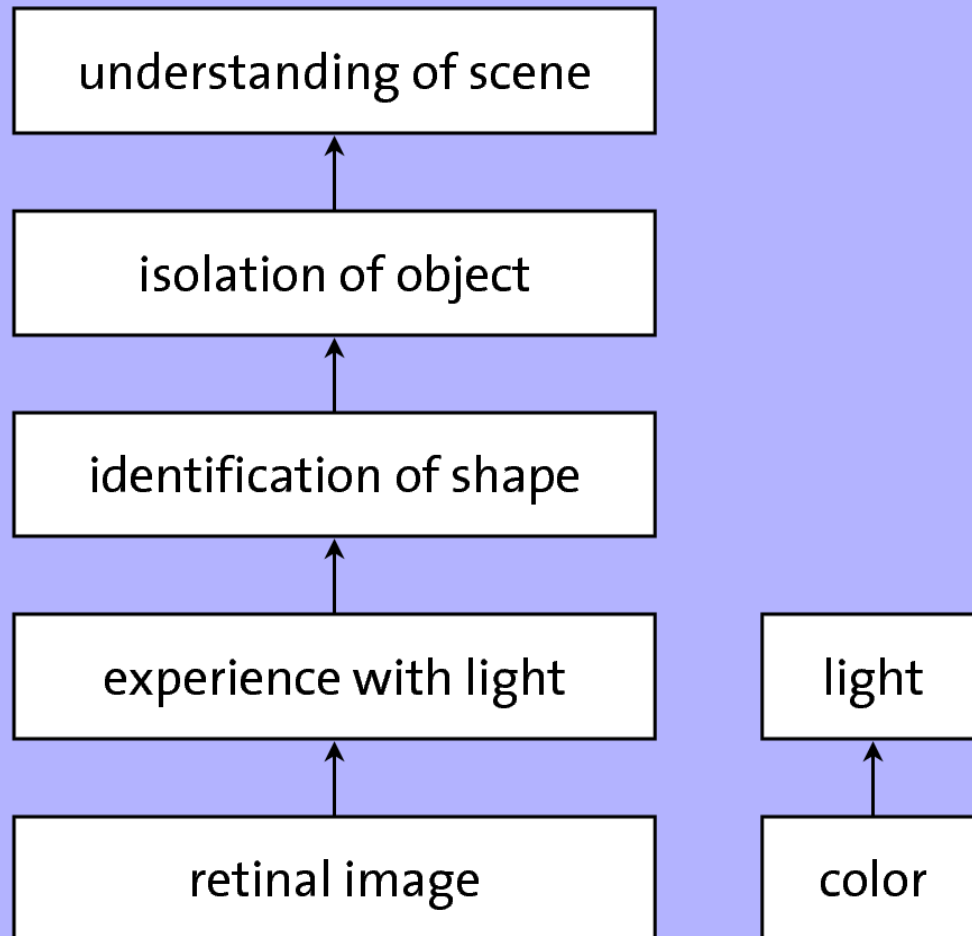 understanding of scene
isolation of object
identification of shape
experience with light
light
retinal image
color